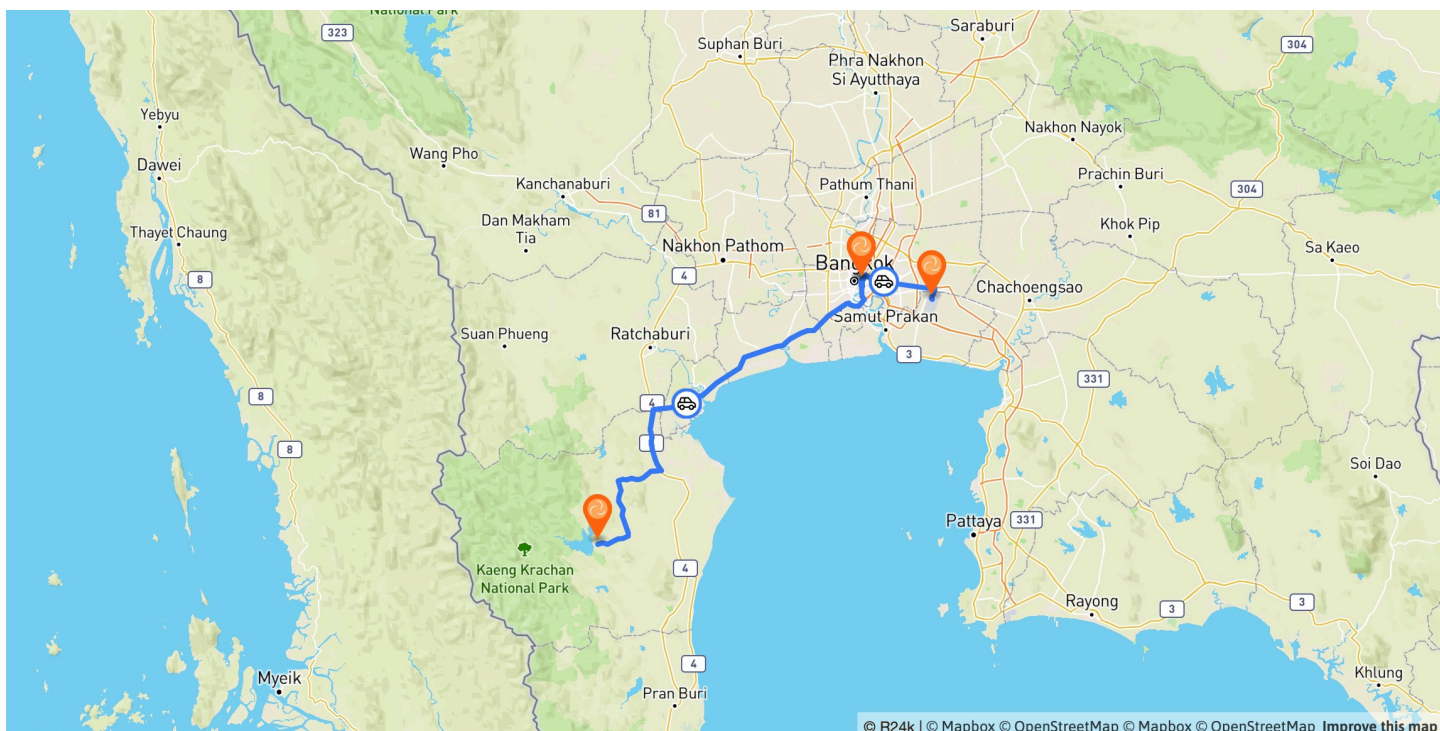 National Park
323
Suphan Buri
Saraburi
304
Phra Nakhon
Si Ayutthaya
Yebyu
Nakhon Nayok
Dawei
Wang Pho
Kanchanaburi
Pathum Thani
Prachin Buri
304
81
Dan Makham
Tia
Khok Pip
Thayet Chaung
Nakhon Pathom
Sa Kaeo
4
Bangkok
8
Chachoengsao
Samut Prakan
Suan Phueng
Ratchaburi
3
331
8
4
8
Soi Dao
331
Pattaya
Kaeng Krachan
National Park
4
Rayong
3
3
4
Khlung
Myeik
Pran Buri
© R24k | © Mapbox © OpenStreetMap © Mapbox © OpenStreetMap Improve this map